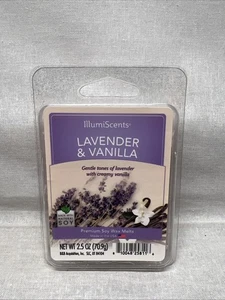 IllumiScents
LAVENDER
& VANILLA
Gentle tones of lavender
with creamy vanilla
SOY
Premium Soy Wax Melts
NET WT 2.5 OZ (70.9g)